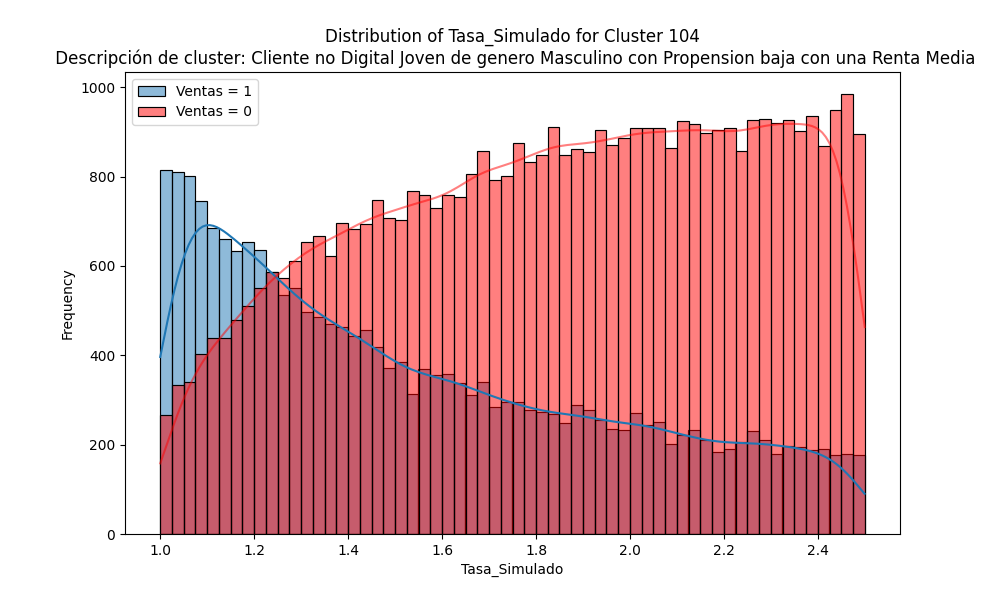 Distribution of Tasa_Simulado for Cluster 104
Descripción de cluster: Cliente no Digital Joven de genero Masculino con Propension baja con una Renta Media
Ventas = 1
Ventas = 0
1000
800
600
400
200
0
Frequency
1.0 1.2 1.4 1.6 1.8 2.0 2.2 2.4
Tasa_Simulado